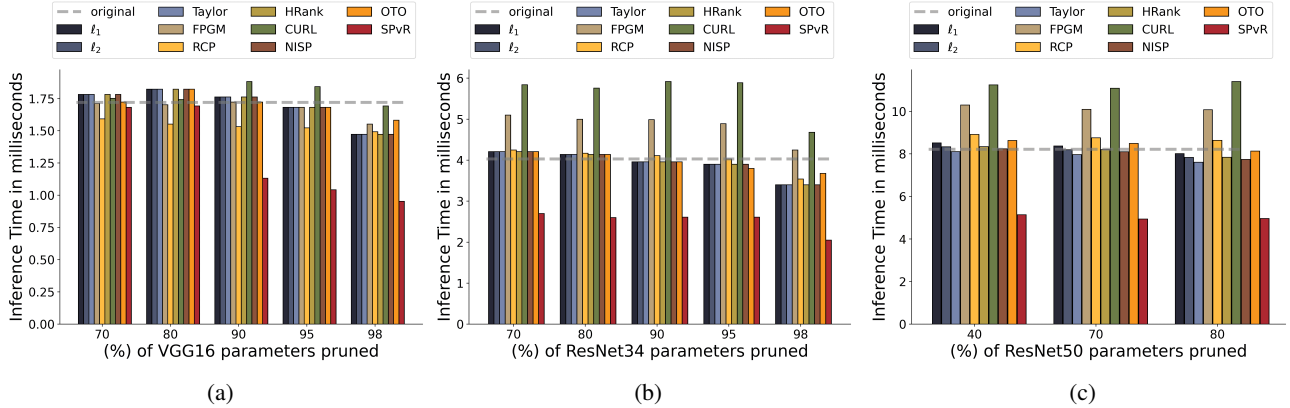 (a)
original
ℓ₁
ℓ₂
Taylor
FPGM
RCP
HRank
CURL
NISP
OTO
SPvR
Inference Time in milliseconds
1.75
1.50
1.25
1.00
0.75
0.50
0.25
0.00
70 80 90 95 98
(%) of VGG16 parameters pruned
(b)
original
ℓ₁
ℓ₂
Taylor
FPGM
RCP
HRank
CURL
NISP
OTO
SPvR
Inference Time in milliseconds
6
5
4
3
2
1
0
70 80 90 95 98
(%) of ResNet34 parameters pruned
(c)
original
ℓ₁
ℓ₂
Taylor
FPGM
RCP
HRank
CURL
NISP
OTO
SPvR
Inference Time in milliseconds
10
8
6
4
2
0
40 70 80
(%) of ResNet50 parameters pruned
(a)
(b)
(c)